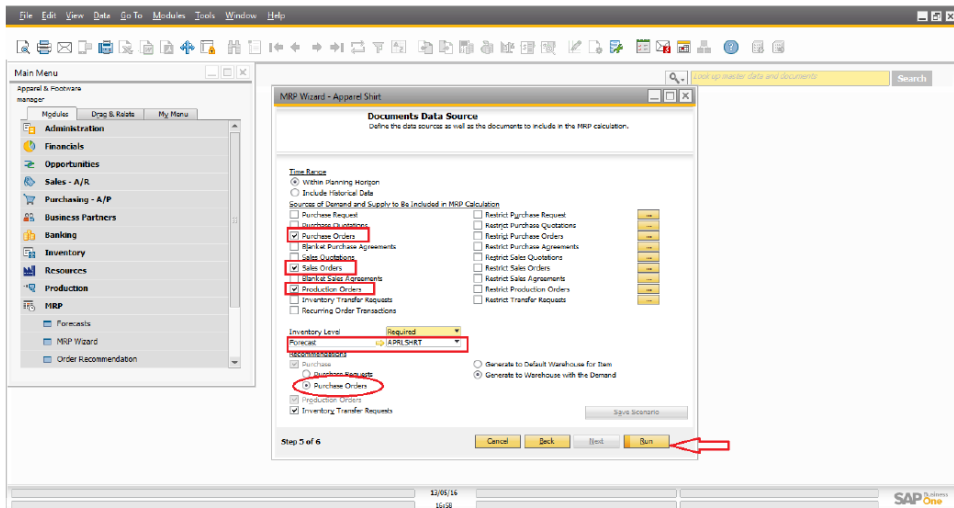 File Edit View Data Go To Modules Tools Window Help
Main Menu
Apparel & Footware
manager
Modules Drag & Relate My Menu
Administration
Financials
Opportunities
Sales - A/R
Purchasing - A/P
Business Partners
Banking
Inventory
Resources
Production
MRP
Forecasts
MRP Wizard
Order Recommendation
Look up master data and documents Search
MRP Wizard - Apparel Shirt
Documents Data Source
Define the data sources as well as the documents to include in the MRP calculation.
Time Range
Within Planning Horizon
Include Historical Data
Sources of Demand and Supply to Be Included in MRP Calculation
Purchase Request Restrict Purchase Request
Purchase Quotations Restrict Purchase Quotations
Purchase Orders Restrict Purchase Orders
Blanket Purchase Agreements Restrict Purchase Agreements
Sales Quotations Restrict Sales Quotations
Sales Orders Restrict Sales Orders
Blanket Sales Agreements Restrict Sales Agreements
Production Orders Restrict Production Orders
Inventory Transfer Requests Restrict Transfer Requests
Recurring Order Transactions
Inventory Level Required
Forecast APRLSHRT
Recommendations
Purchase Generate to Default Warehouse for Item
Purchase Requests Generate to Warehouse with the Demand
Purchase Orders
Production Orders
Inventory Transfer Requests Save Scenario
Step 5 of 6 Cancel Back Next Run
13/05/16
16:58
SAP Business One